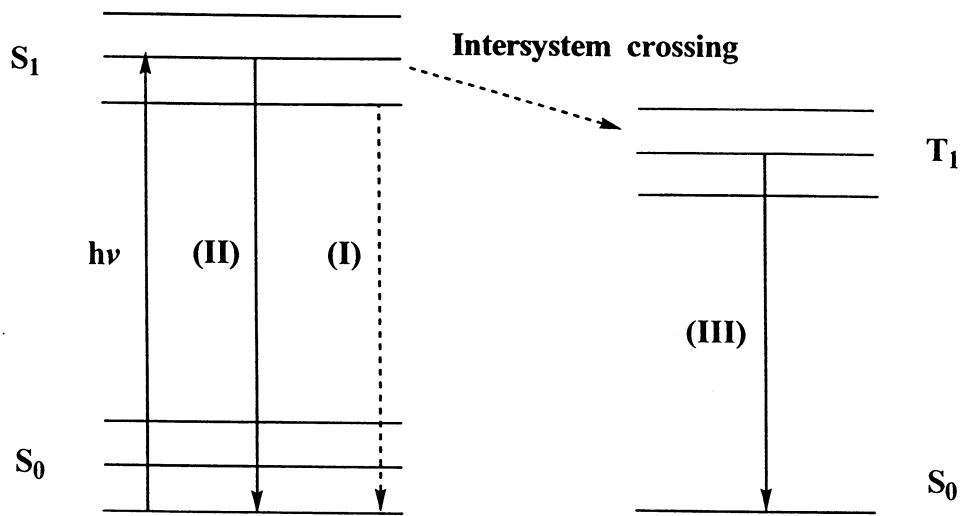 Intersystem crossing
S₁
T₁
hν
(II)
(I)
(III)
S₀
S₀